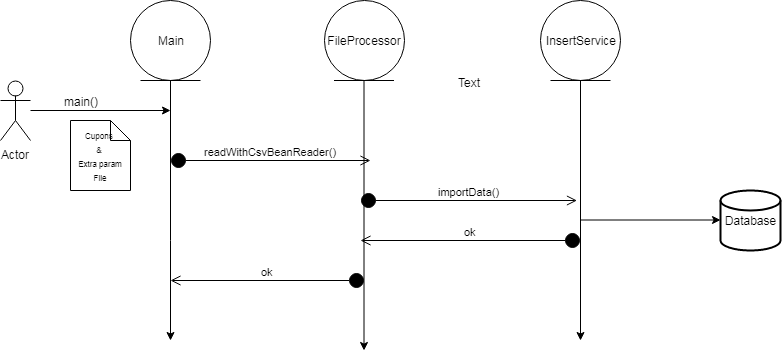 Main
FileProcessor
InsertService
Text
main()
Actor
Cupons
&
Extra param
File
readWithCsvBeanReader()
importData()
Database
ok
ok